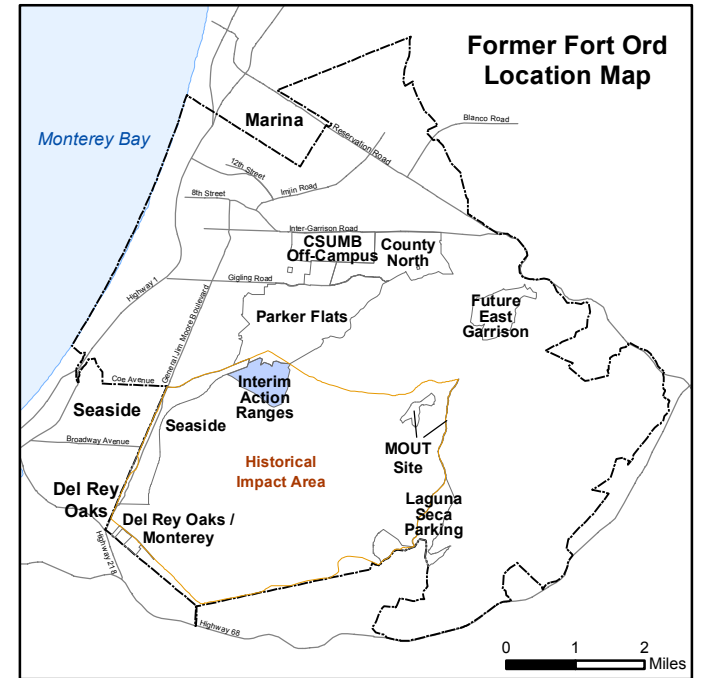 Former Fort Ord
Location Map
Marina
Blanco Road
Reservation Road
Monterey Bay
12th Street
Imjin Road
8th Street
Inter-Garrison Road
CSUMB
Off-Campus
County
North
Gigling Road
Highway 1
General Jim Moore Boulevard
Parker Flats
Future
East
Garrison
Coe Avenue
Interim
Action
Ranges
Seaside
Seaside
Broadway Avenue
MOUT
Site
Historical
Impact Area
Del Rey
Oaks
Laguna
Seca
Parking
Del Rey Oaks /
Monterey
Highway 218
Highway 68
0 1 2
Miles